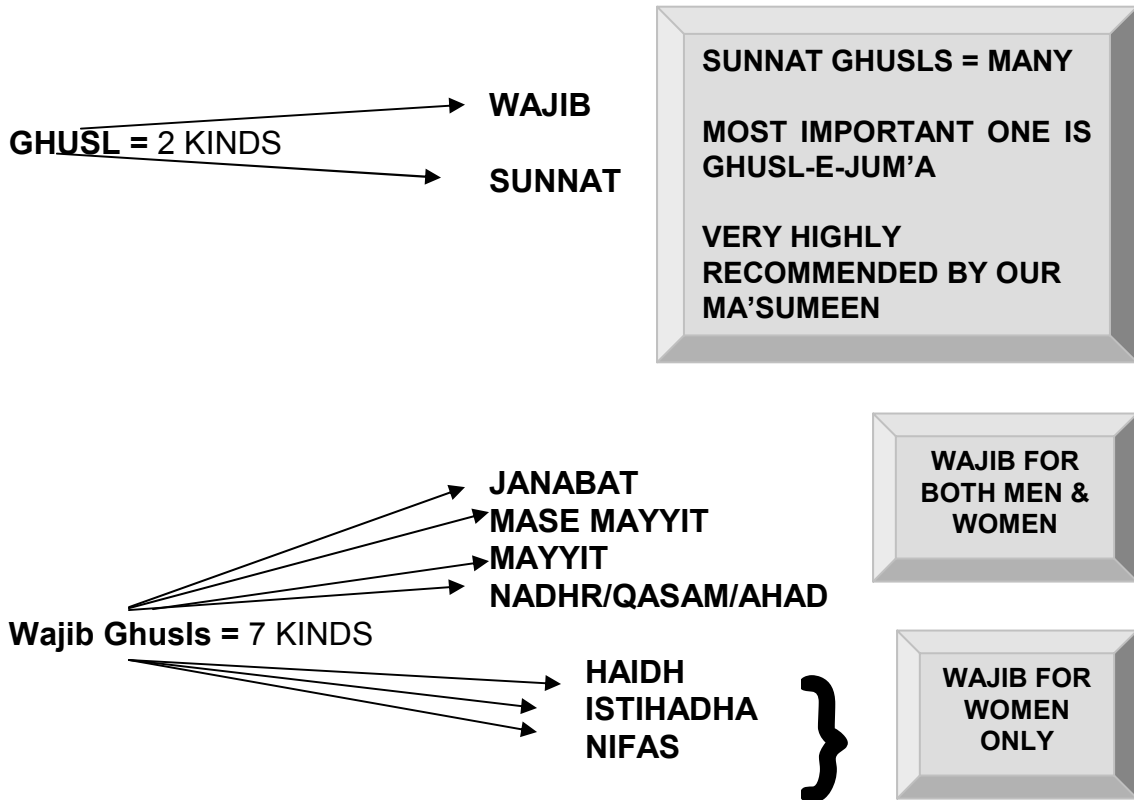 GHUSL = 2 KINDS
WAJIB
SUNNAT
SUNNAT GHUSLS = MANY
MOST IMPORTANT ONE IS
GHUSL-E-JUM’A
VERY HIGHLY
RECOMMENDED BY OUR
MA’SUMEEN
Wajib Ghusls = 7 KINDS
JANABAT
MASE MAYYIT
MAYYIT
NADHR/QASAM/AHAD
WAJIB FOR
BOTH MEN &
WOMEN
HAIDH
ISTIHADHA
NIFAS
}
WAJIB FOR
WOMEN
ONLY